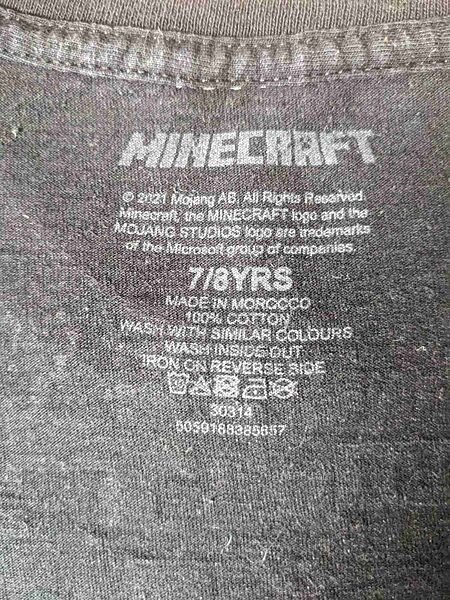 MINECRAFT
© 2021 Mojang AB. All Rights Reserved.
Minecraft, the MINECRAFT logo and the
MOJANG STUDIOS logo are trademarks
of the Microsoft group of companies.
7/8YRS
MADE IN MOROCCO
100% COTTON
WASH WITH SIMILAR COLOURS
WASH INSIDE OUT
IRON ON REVERSE SIDE
30314
5059188385657